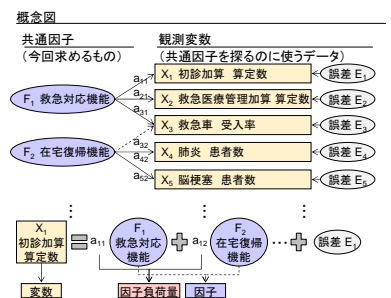 概念図
共通因子
(今回求めるもの)
観測変数
(共通因子を探るのに使うデータ)
F₁ 救急対応機能
F₂ 在宅復帰機能
a₁₁
a₂₁
a₃₁
a₃₂
a₄₂
a₅₂
X₁ 初診加算 算定数
X₂ 救急医療管理加算 算定数
X₃ 救急車 受入率
X₄ 肺炎 患者数
X₅ 脳梗塞 患者数
誤差 E₁
誤差 E₂
誤差 E₃
誤差 E₄
誤差 E₅
⋮ ⋮ ⋮
X₁
初診加算
算定数
=
a₁₁
F₁
救急対応
機能
+
a₁₂
F₂
在宅復帰
機能
+ … +
誤差 E₁
変数
因子負荷量
因子